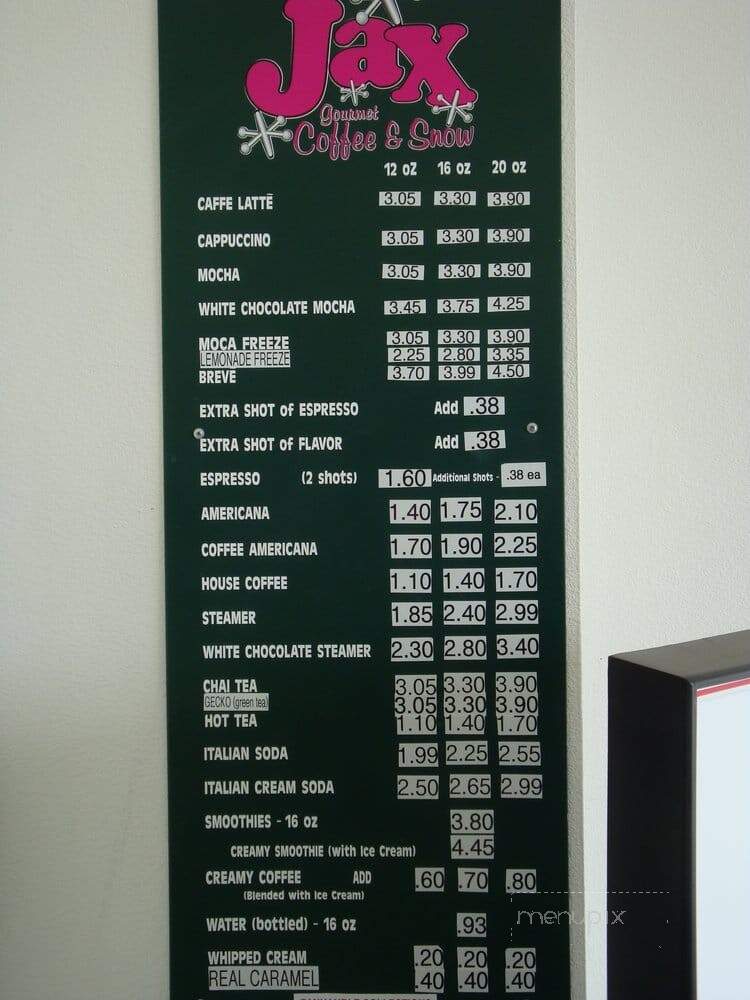 Jax
Gourmet
Coffee & Snow
12 oz 16 oz 20 oz
CAFFE LATTĒ 3.05 3.30 3.90
CAPPUCCINO 3.05 3.30 3.90
MOCHA 3.05 3.30 3.90
WHITE CHOCOLATE MOCHA 3.45 3.75 4.25
MOCA FREEZE 3.05 3.30 3.90
LEMONADE FREEZE 2.25 2.80 3.35
BREVE 3.70 3.99 4.50
EXTRA SHOT of ESPRESSO Add .38
EXTRA SHOT of FLAVOR Add .38
ESPRESSO (2 shots) 1.60 Additional Shots - .38 ea
AMERICANA 1.40 1.75 2.10
COFFEE AMERICANA 1.70 1.90 2.25
HOUSE COFFEE 1.10 1.40 1.70
STEAMER 1.85 2.40 2.99
WHITE CHOCOLATE STEAMER 2.30 2.80 3.40
CHAI TEA 3.05 3.30 3.90
GECKO (green tea) 3.05 3.30 3.90
HOT TEA 1.10 1.40 1.70
ITALIAN SODA 1.99 2.25 2.55
ITALIAN CREAM SODA 2.50 2.65 2.99
SMOOTHIES - 16 oz 3.80
CREAMY SMOOTHIE (with Ice Cream) 4.45
CREAMY COFFEE ADD .60 .70 .80
(Blended with Ice Cream)
WATER (bottled) - 16 oz .93
WHIPPED CREAM .20 .20 .20
REAL CARAMEL .40 .40 .40
menupix